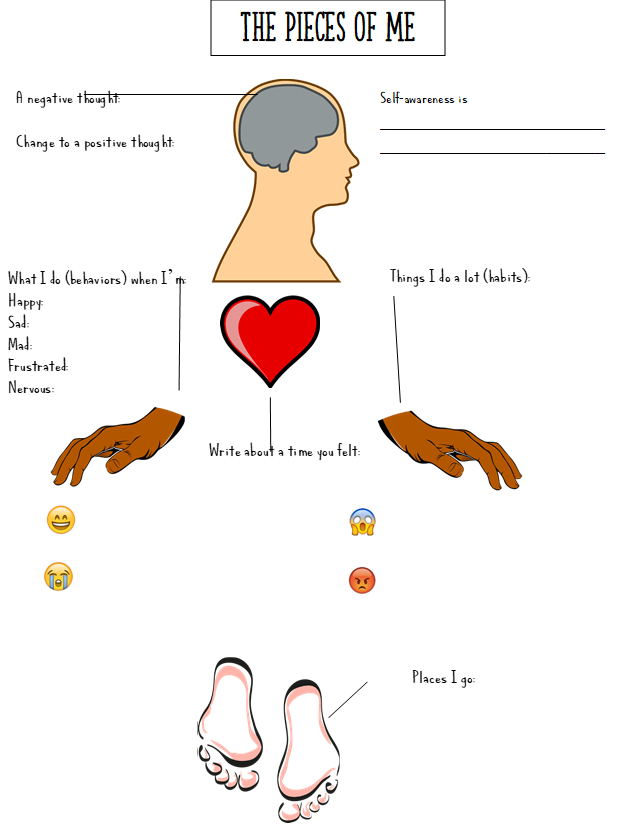 THE PIECES OF ME
A negative thought:
Self-awareness is
Change to a positive thought:
What I do (behaviors) when I'm:
Things I do a lot (habits):
Happy:
Sad:
Mad:
Frustrated:
Nervous:
Write about a time you felt:
Places I go: